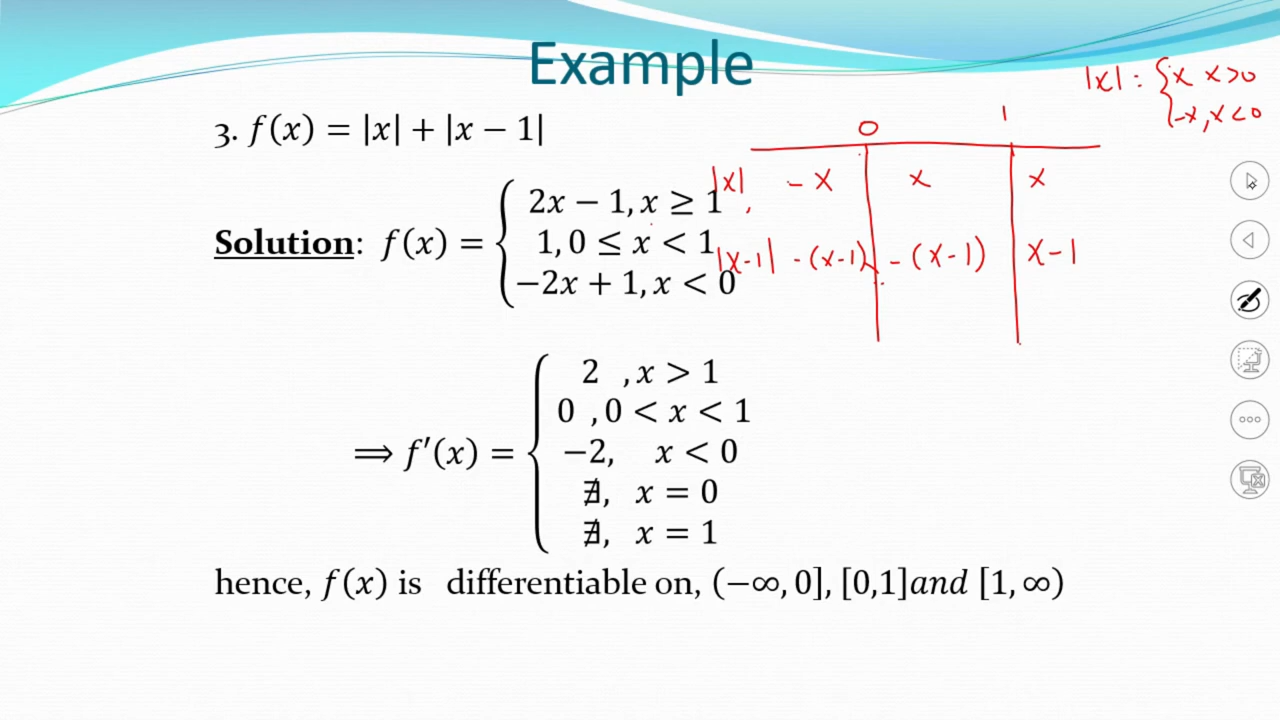 Example
|x| : { x x>0
-x, x<0
3. f(x) = |x| + |x − 1|
0 1
|x| -x x x
|x-1| -(x-1) -(x-1) x-1
Solution: f(x) = { 2x − 1, x ≥ 1
1, 0 ≤ x < 1
−2x + 1, x < 0
⟹ f′(x) = { 2 , x > 1
0 , 0 < x < 1
−2, x < 0
∄, x = 0
∄, x = 1
hence, f(x) is differentiable on, (−∞, 0], [0,1]and [1, ∞)